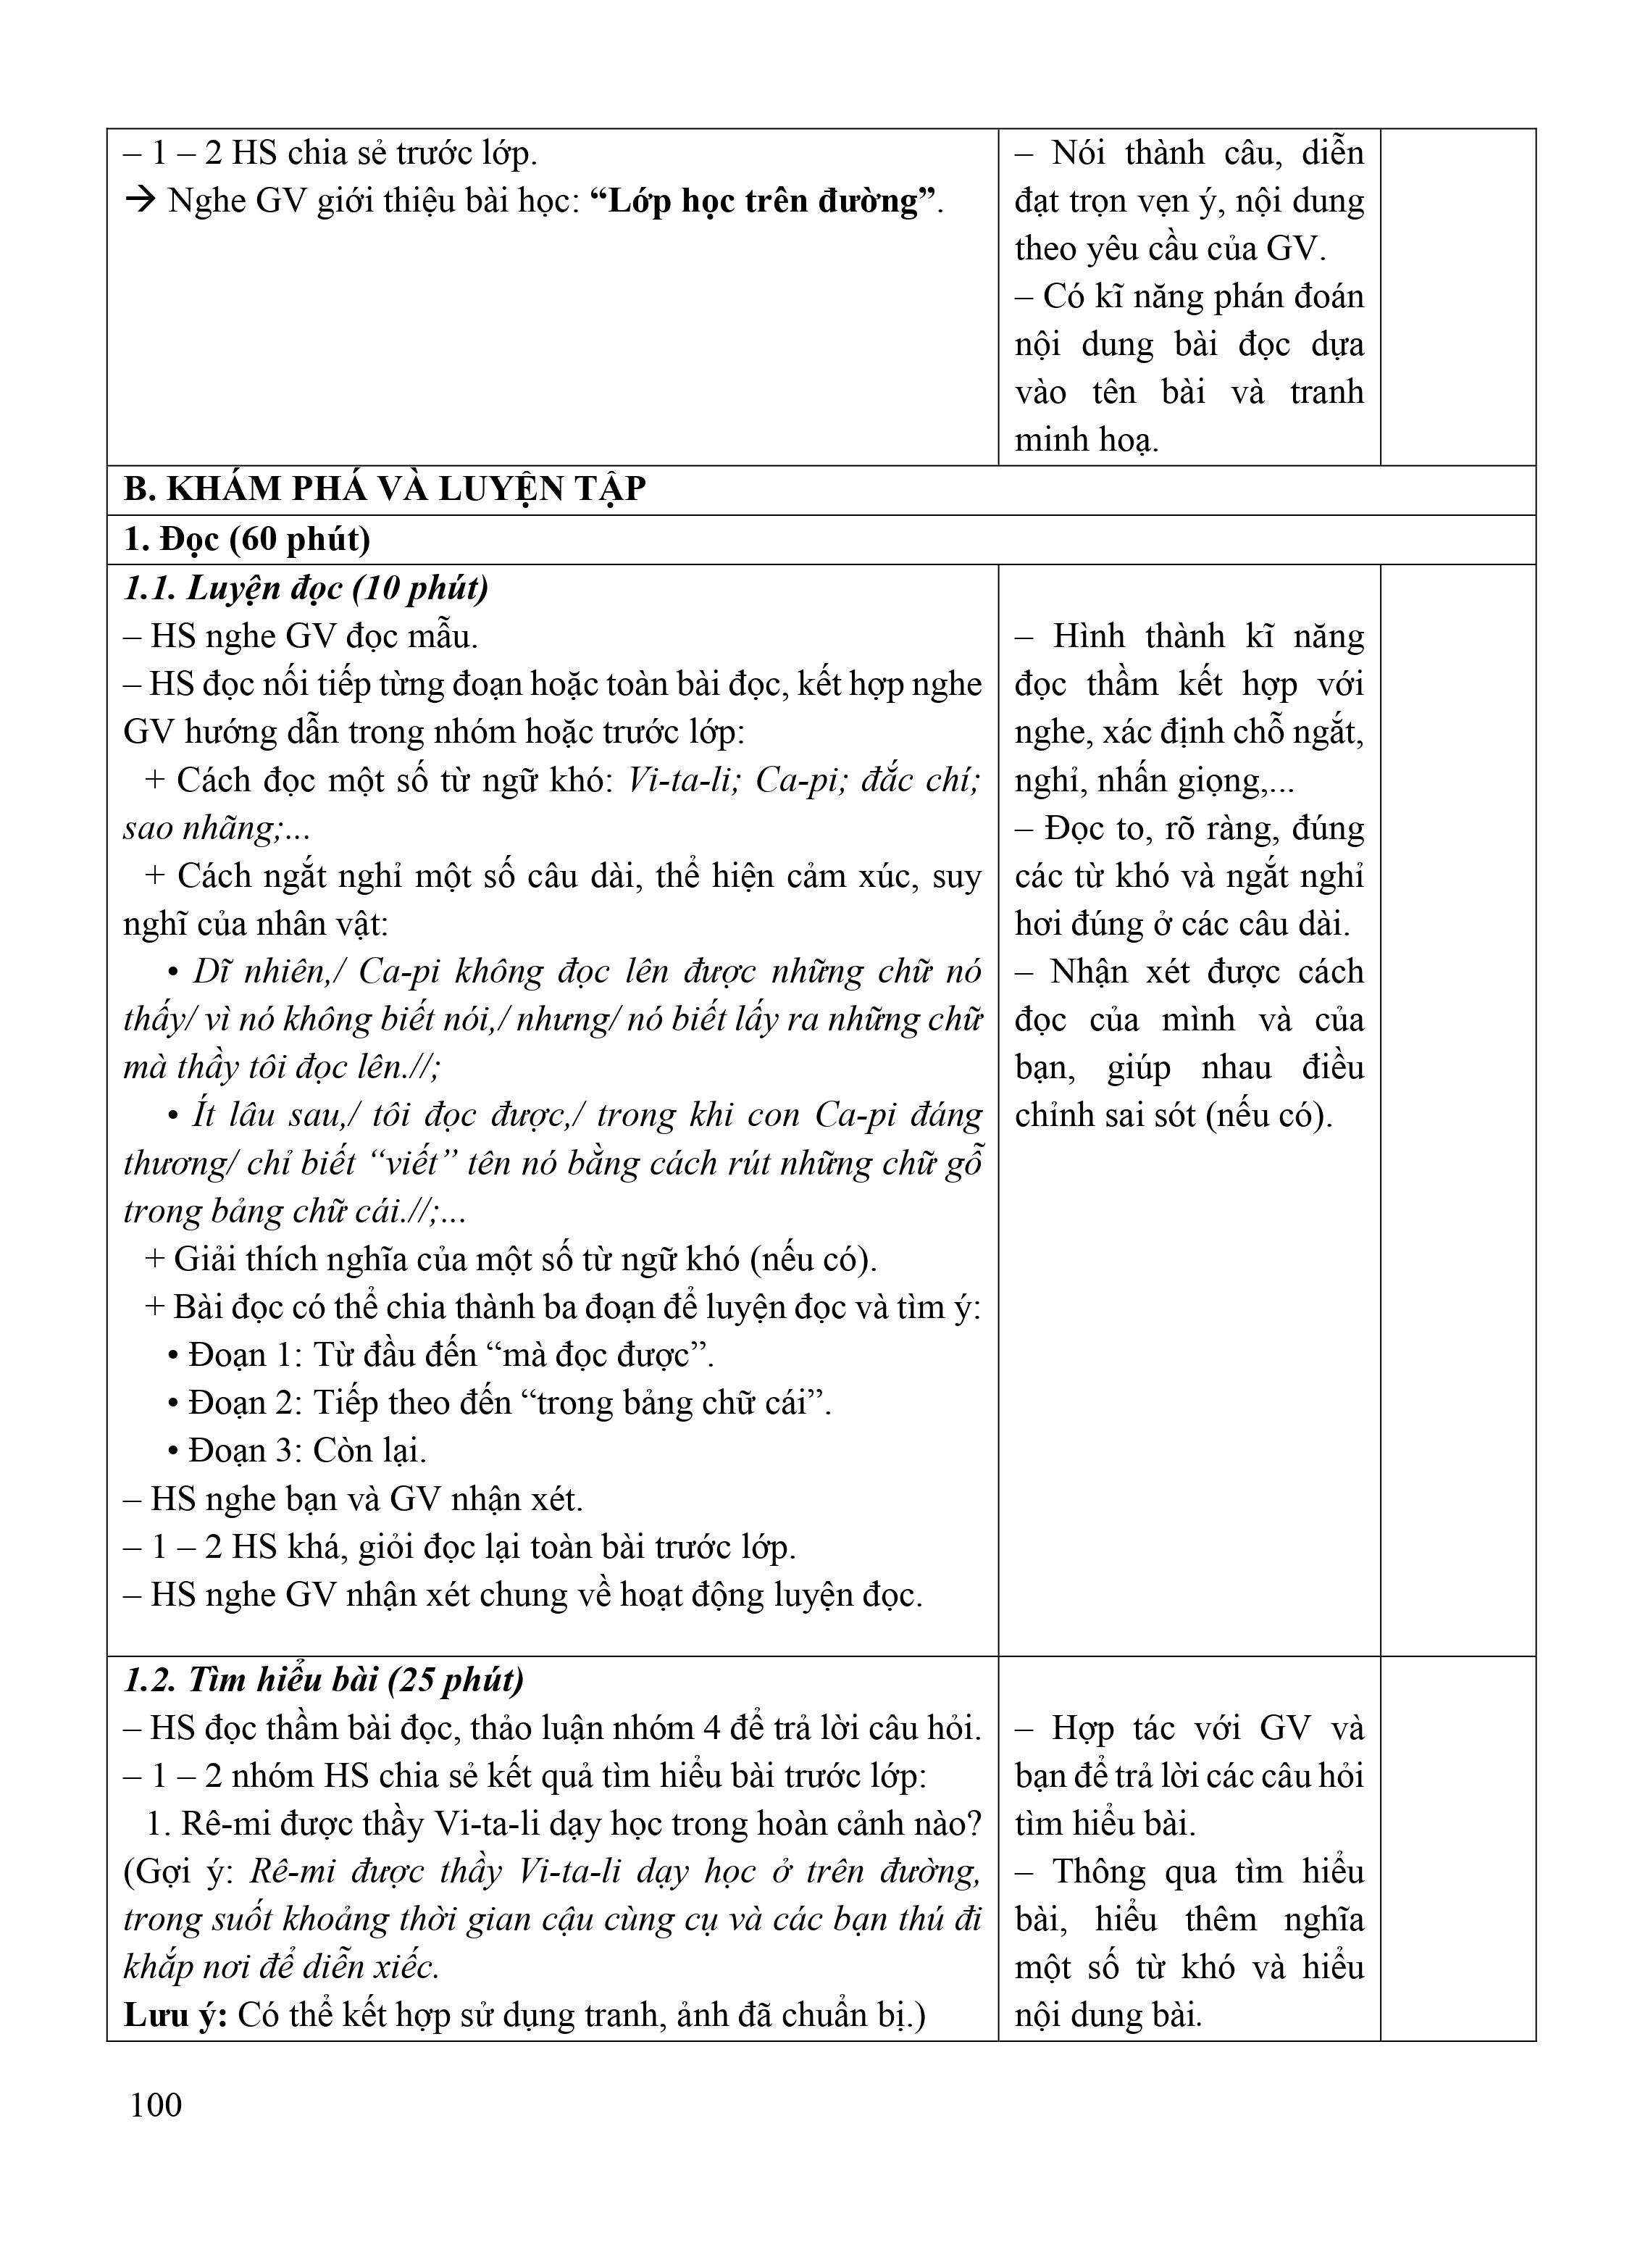 – 1 – 2 HS chia sẻ trước lớp.
→ Nghe GV giới thiệu bài học: “Lớp học trên đường”.
– Nói thành câu, diễn
đạt trọn vẹn ý, nội dung
theo yêu cầu của GV.
– Có kĩ năng phán đoán
nội dung bài đọc dựa
vào tên bài và tranh
minh hoạ.
B. KHÁM PHÁ VÀ LUYỆN TẬP
1. Đọc (60 phút)
1.1. Luyện đọc (10 phút)
– HS nghe GV đọc mẫu.
– HS đọc nối tiếp từng đoạn hoặc toàn bài đọc, kết hợp nghe
GV hướng dẫn trong nhóm hoặc trước lớp:
+ Cách đọc một số từ ngữ khó: Vi-ta-li; Ca-pi; đắc chí;
sao nhãng;...
+ Cách ngắt nghỉ một số câu dài, thể hiện cảm xúc, suy
nghĩ của nhân vật:
• Dĩ nhiên,/ Ca-pi không đọc lên được những chữ nó
thấy/ vì nó không biết nói,/ nhưng/ nó biết lấy ra những chữ
mà thầy tôi đọc lên.//;
• Ít lâu sau,/ tôi đọc được,/ trong khi con Ca-pi đáng
thương/ chỉ biết “viết” tên nó bằng cách rút những chữ gỗ
trong bảng chữ cái.//;...
+ Giải thích nghĩa của một số từ ngữ khó (nếu có).
+ Bài đọc có thể chia thành ba đoạn để luyện đọc và tìm ý:
• Đoạn 1: Từ đầu đến “mà đọc được”.
• Đoạn 2: Tiếp theo đến “trong bảng chữ cái”.
• Đoạn 3: Còn lại.
– HS nghe bạn và GV nhận xét.
– 1 – 2 HS khá, giỏi đọc lại toàn bài trước lớp.
– HS nghe GV nhận xét chung về hoạt động luyện đọc.
– Hình thành kĩ năng
đọc thầm kết hợp với
nghe, xác định chỗ ngắt,
nghỉ, nhấn giọng,...
– Đọc to, rõ ràng, đúng
các từ khó và ngắt nghỉ
hơi đúng ở các câu dài.
– Nhận xét được cách
đọc của mình và của
bạn, giúp nhau điều
chỉnh sai sót (nếu có).
1.2. Tìm hiểu bài (25 phút)
– HS đọc thầm bài đọc, thảo luận nhóm 4 để trả lời câu hỏi.
– 1 – 2 nhóm HS chia sẻ kết quả tìm hiểu bài trước lớp:
1. Rê-mi được thầy Vi-ta-li dạy học trong hoàn cảnh nào?
(Gợi ý: Rê-mi được thầy Vi-ta-li dạy học ở trên đường,
trong suốt khoảng thời gian cậu cùng cụ và các bạn thú đi
khắp nơi để diễn xiếc.
Lưu ý: Có thể kết hợp sử dụng tranh, ảnh đã chuẩn bị.)
– Hợp tác với GV và
bạn để trả lời các câu hỏi
tìm hiểu bài.
– Thông qua tìm hiểu
bài, hiểu thêm nghĩa
một số từ khó và hiểu
nội dung bài.
100